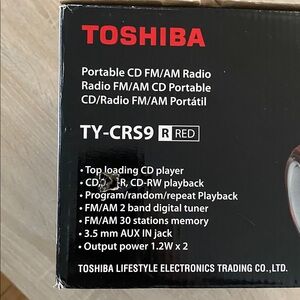 TOSHIBA
Portable CD FM/AM Radio
Radio FM/AM CD Portable
CD/Radio FM/AM Portátil
TY-CRS9 R RED
• Top loading CD player
• CD, R, CD-RW playback
• Program/random/repeat Playback
• FM/AM 2 band digital tuner
• FM/AM 30 stations memory
• 3.5 mm AUX IN jack
• Output power 1.2W x 2
TOSHIBA LIFESTYLE ELECTRONICS TRADING CO.,LTD.